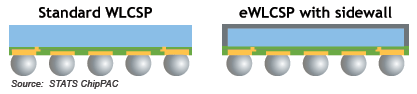 Standard WLCSP
eWLCSP with sidewall
Source: STATS ChipPAC